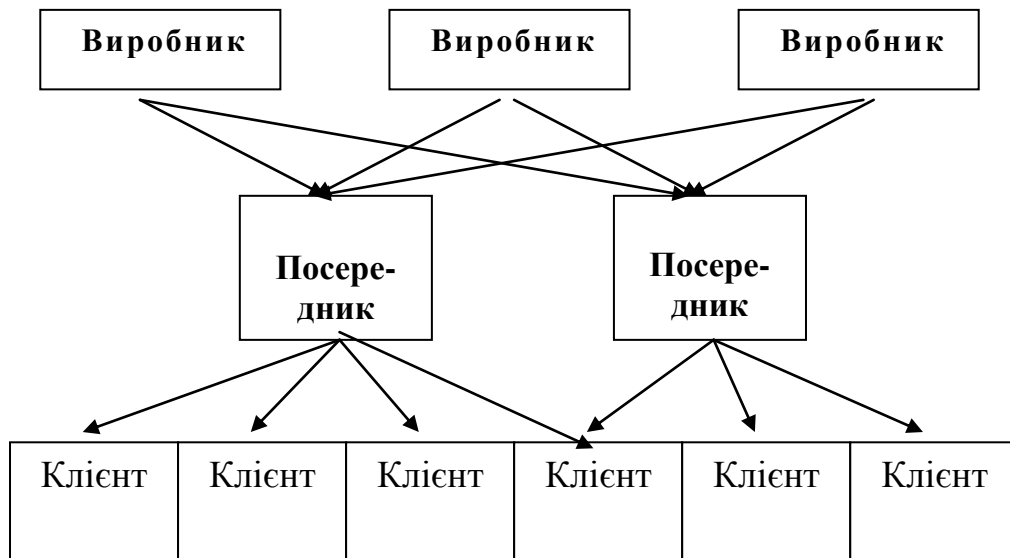 Виробник Виробник Виробник
Посере-
дник
Посере-
дник
Клієнт Клієнт Клієнт Клієнт Клієнт Клієнт